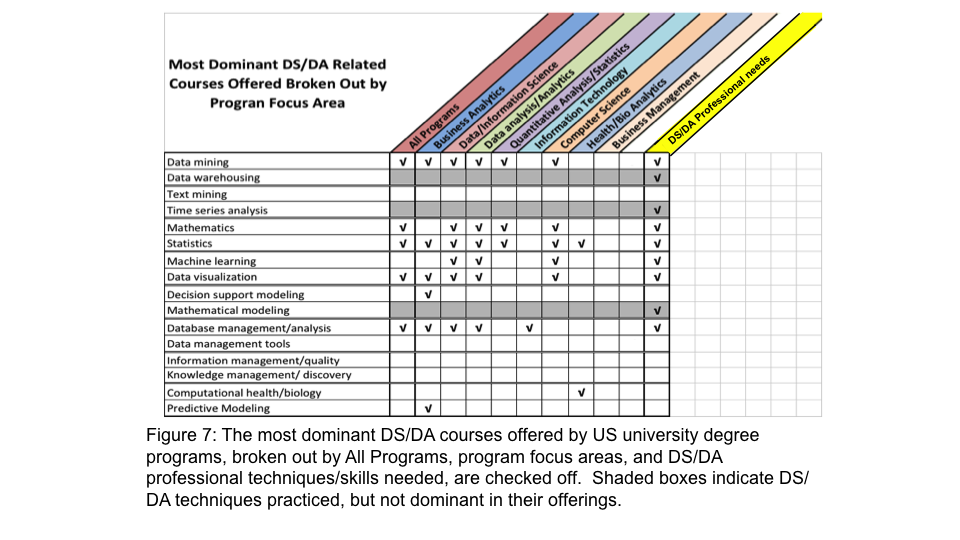 Most Dominant DS/DA Related
Courses Offered Broken Out by
Progran Focus Area
All Programs
Business Analytics
Data/Information Science
Data analysis/Analytics
Quantitative Analysis/Statistics
Information Technology
Computer Science
Health/Bio Analytics
Business Management
DS/DA Professional needs
Data mining √ √ √ √ √ √ √
Data warehousing √
Text mining
Time series analysis √
Mathematics √ √ √ √ √ √
Statistics √ √ √ √ √ √ √ √
Machine learning √ √ √ √
Data visualization √ √ √ √ √ √
Decision support modeling √
Mathematical modeling √
Database management/analysis √ √ √ √ √ √
Data management tools
Information management/quality
Knowledge management/ discovery
Computational health/biology √
Predictive Modeling √
Figure 7: The most dominant DS/DA courses offered by US university degree
programs, broken out by All Programs, program focus areas, and DS/DA
professional techniques/skills needed, are checked off.  Shaded boxes indicate DS/
DA techniques practiced, but not dominant in their offerings.